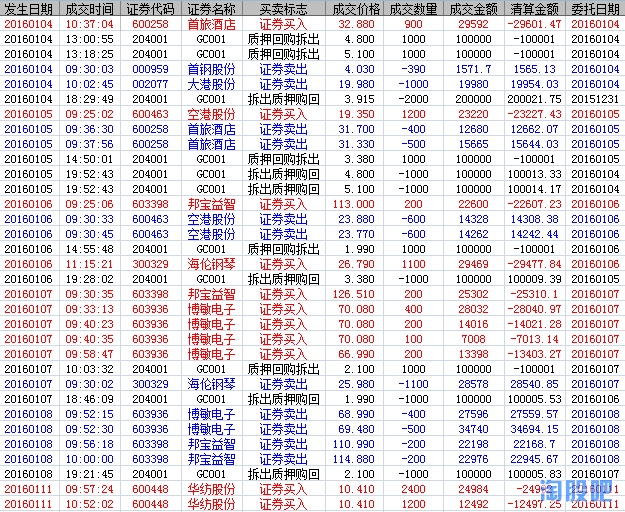 发生日期 成交时间 证券代码 证券名称 买卖标志 成交价格 成交数量 成交金额 清算金额 委托日期
20160104 10:37:04 600258 首旅酒店 证券买入 32.880 900 29592 -29601.47 20160104
20160104 13:00:55 204001 GC001 质押回购拆出 4.800 1000 100000 -100001 20160104
20160104 13:18:25 204001 GC001 质押回购拆出 5.100 1000 100000 -100001 20160104
20160104 09:30:03 000959 首钢股份 证券卖出 4.030 -390 1571.7 1565.13 20160104
20160104 10:02:45 002077 大港股份 证券卖出 19.980 -1000 19980 19954.03 20160104
20160104 18:29:49 204001 GC001 拆出质押购回 3.915 -2000 200000 200021.75 20151231
20160105 09:25:02 600463 空港股份 证券买入 19.350 1200 23220 -23227.43 20160105
20160105 09:36:30 600258 首旅酒店 证券卖出 31.700 -400 12680 12662.07 20160105
20160105 09:37:56 600258 首旅酒店 证券卖出 31.330 -500 15665 15644.03 20160105
20160105 14:50:01 204001 GC001 质押回购拆出 3.380 1000 100000 -100001 20160105
20160105 19:52:43 204001 GC001 拆出质押购回 4.800 -1000 100000 100013.33 20160104
20160105 19:52:43 204001 GC001 拆出质押购回 5.100 -1000 100000 100014.17 20160104
20160106 09:25:06 603398 邦宝益智 证券买入 113.000 200 22600 -22607.23 20160106
20160106 09:30:33 600463 空港股份 证券卖出 23.880 -600 14328 14308.38 20160106
20160106 09:30:45 600463 空港股份 证券卖出 23.770 -600 14262 14242.44 20160106
20160106 14:55:48 204001 GC001 质押回购拆出 1.990 1000 100000 -100001 20160106
20160106 11:15:21 300329 海伦钢琴 证券买入 26.790 1100 29469 -29477.84 20160106
20160106 19:28:02 204001 GC001 拆出质押购回 3.380 -1000 100000 100009.39 20160105
20160107 09:30:35 603398 邦宝益智 证券买入 126.510 200 25302 -25310.1 20160107
20160107 09:33:13 603936 博敏电子 证券买入 70.080 400 28032 -28040.97 20160107
20160107 09:40:23 603936 博敏电子 证券买入 70.080 200 14016 -14021.28 20160107
20160107 09:40:35 603936 博敏电子 证券买入 70.080 100 7008 -7013.14 20160107
20160107 09:58:47 603936 博敏电子 证券买入 66.990 200 13398 -13403.27 20160107
20160107 10:03:32 204001 GC001 质押回购拆出 2.100 1000 100000 -100001 20160107
20160107 09:30:02 300329 海伦钢琴 证券卖出 25.980 -1100 28578 28540.85 20160107
20160107 18:46:09 204001 GC001 拆出质押购回 1.990 -1000 100000 100005.53 20160106
20160108 09:52:15 603936 博敏电子 证券卖出 68.990 -400 27596 27559.57 20160108
20160108 09:52:30 603936 博敏电子 证券卖出 69.480 -500 34740 34694.15 20160108
20160108 09:56:18 603398 邦宝益智 证券卖出 110.990 -200 22198 22168.7 20160108
20160108 10:00:00 603398 邦宝益智 证券卖出 114.880 -200 22976 22945.67 20160108
20160108 19:21:45 204001 GC001 拆出质押购回 2.100 -1000 100000 100005.83 20160107
20160111 09:57:24 600448 华纺股份 证券买入 10.410 2400 24984 20160111
20160111 10:52:02 600448 华纺股份 证券买入 10.410 1200 12492 -12497.25 20160111
淘股吧